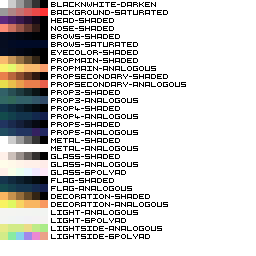 BLACKNWHITE-DARKEN
BACKGROUND-SATURATED
HEAD-SHADED
NOSE-SHADED
BROWS-SHADED
BROWS-SATURATED
EYECOLOR-SHADED
PROPMAIN-SHADED
PROPMAIN-ANALOGOUS
PROPSECONDARY-SHADED
PROPSECONDARY-ANALOGOUS
PROP3-SHADED
PROP3-ANALOGOUS
PROP4-SHADED
PROP4-ANALOGOUS
PROP5-SHADED
PROP5-ANALOGOUS
METAL-SHADED
METAL-ANALOGOUS
GLASS-SHADED
GLASS-ANALOGOUS
GLASS-6POLYAD
FLAG-SHADED
FLAG-ANALOGOUS
DECORATION-SHADED
DECORATION-ANALOGOUS
LIGHT-ANALOGOUS
LIGHT-6POLYAD
LIGHTSIDE-ANALOGOUS
LIGHTSIDE-6POLYAD